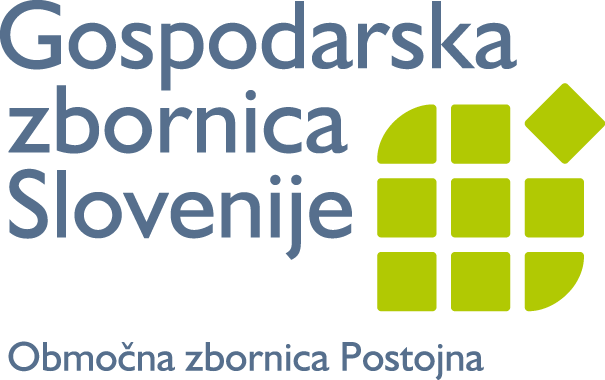 Gospodarska
zbornica
Slovenije
Območna zbornica Postojna